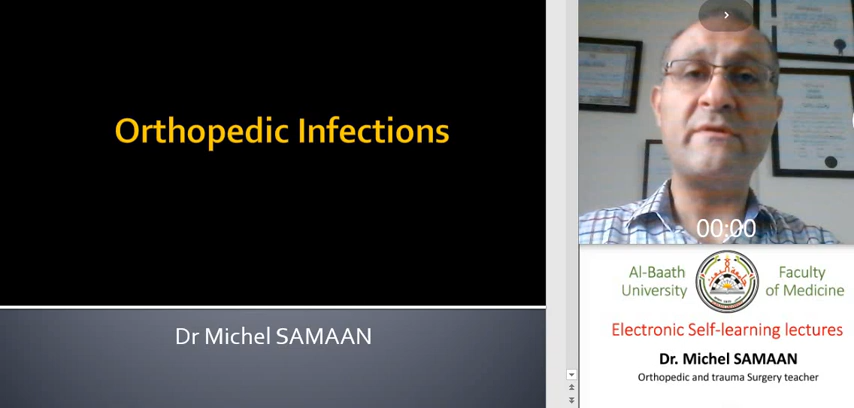 Orthopedic Infections
Dr Michel SAMAAN
00;00
Al-Baath
University
Faculty
of Medicine
Electronic Self-learning lectures
Dr. Michel SAMAAN
Orthopedic and trauma Surgery teacher